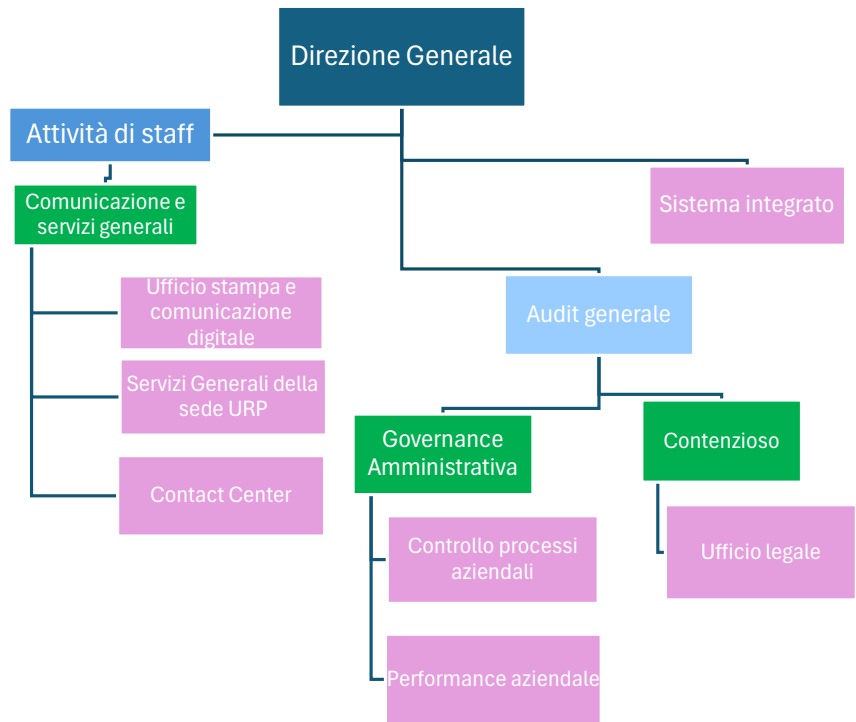 Direzione Generale
Attività di staff
Comunicazione e
servizi generali
Ufficio stampa e
comunicazione
digitale
Servizi Generali della
sede URP
Contact Center
Sistema integrato
Audit generale
Governance
Amministrativa
Controllo processi
aziendali
Performance aziendale
Contenzioso
Ufficio legale